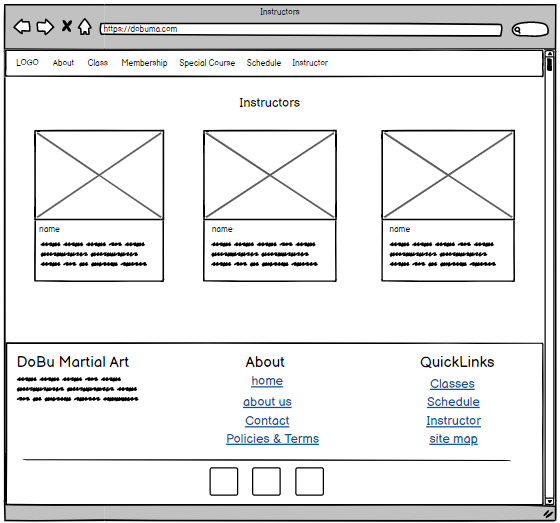 Instructors
https://dobuma.com
LOGO About Class Membership Special Course Schedule Instructor
Instructors
name name name
DoBu Martial Art About QuickLinks
home Classes
about us Schedule
Contact Instructor
Policies & Terms site map